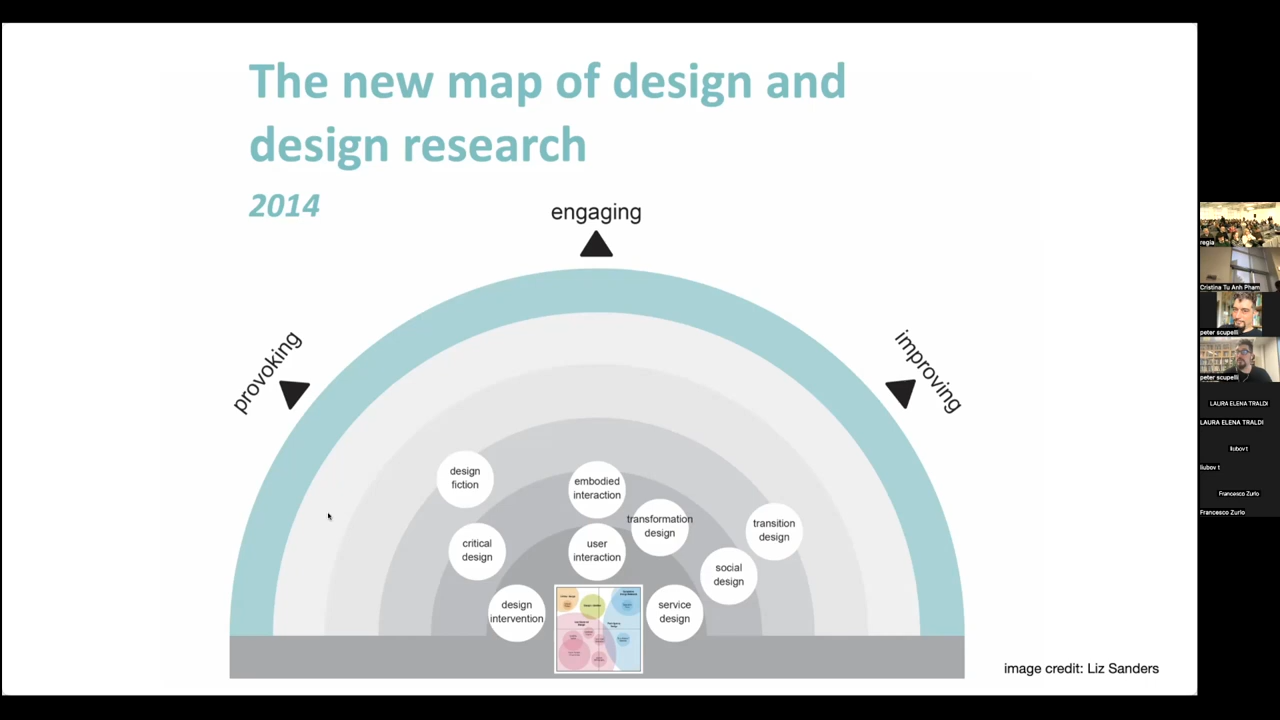 The new map of design and
design research
2014
engaging
provoking
improving
design
fiction
embodied
interaction
transformation
design
transition
design
critical
design
user
interaction
social
design
design
intervention
service
design
image credit: Liz Sanders
regia
Cristina Tu Anh Pham
peter scupelli
peter scupelli
LAURA ELENA TRALDI
LAURA ELENA TRALDI
liubov t
liubov t
Francesco Zurlo
Francesco Zurlo